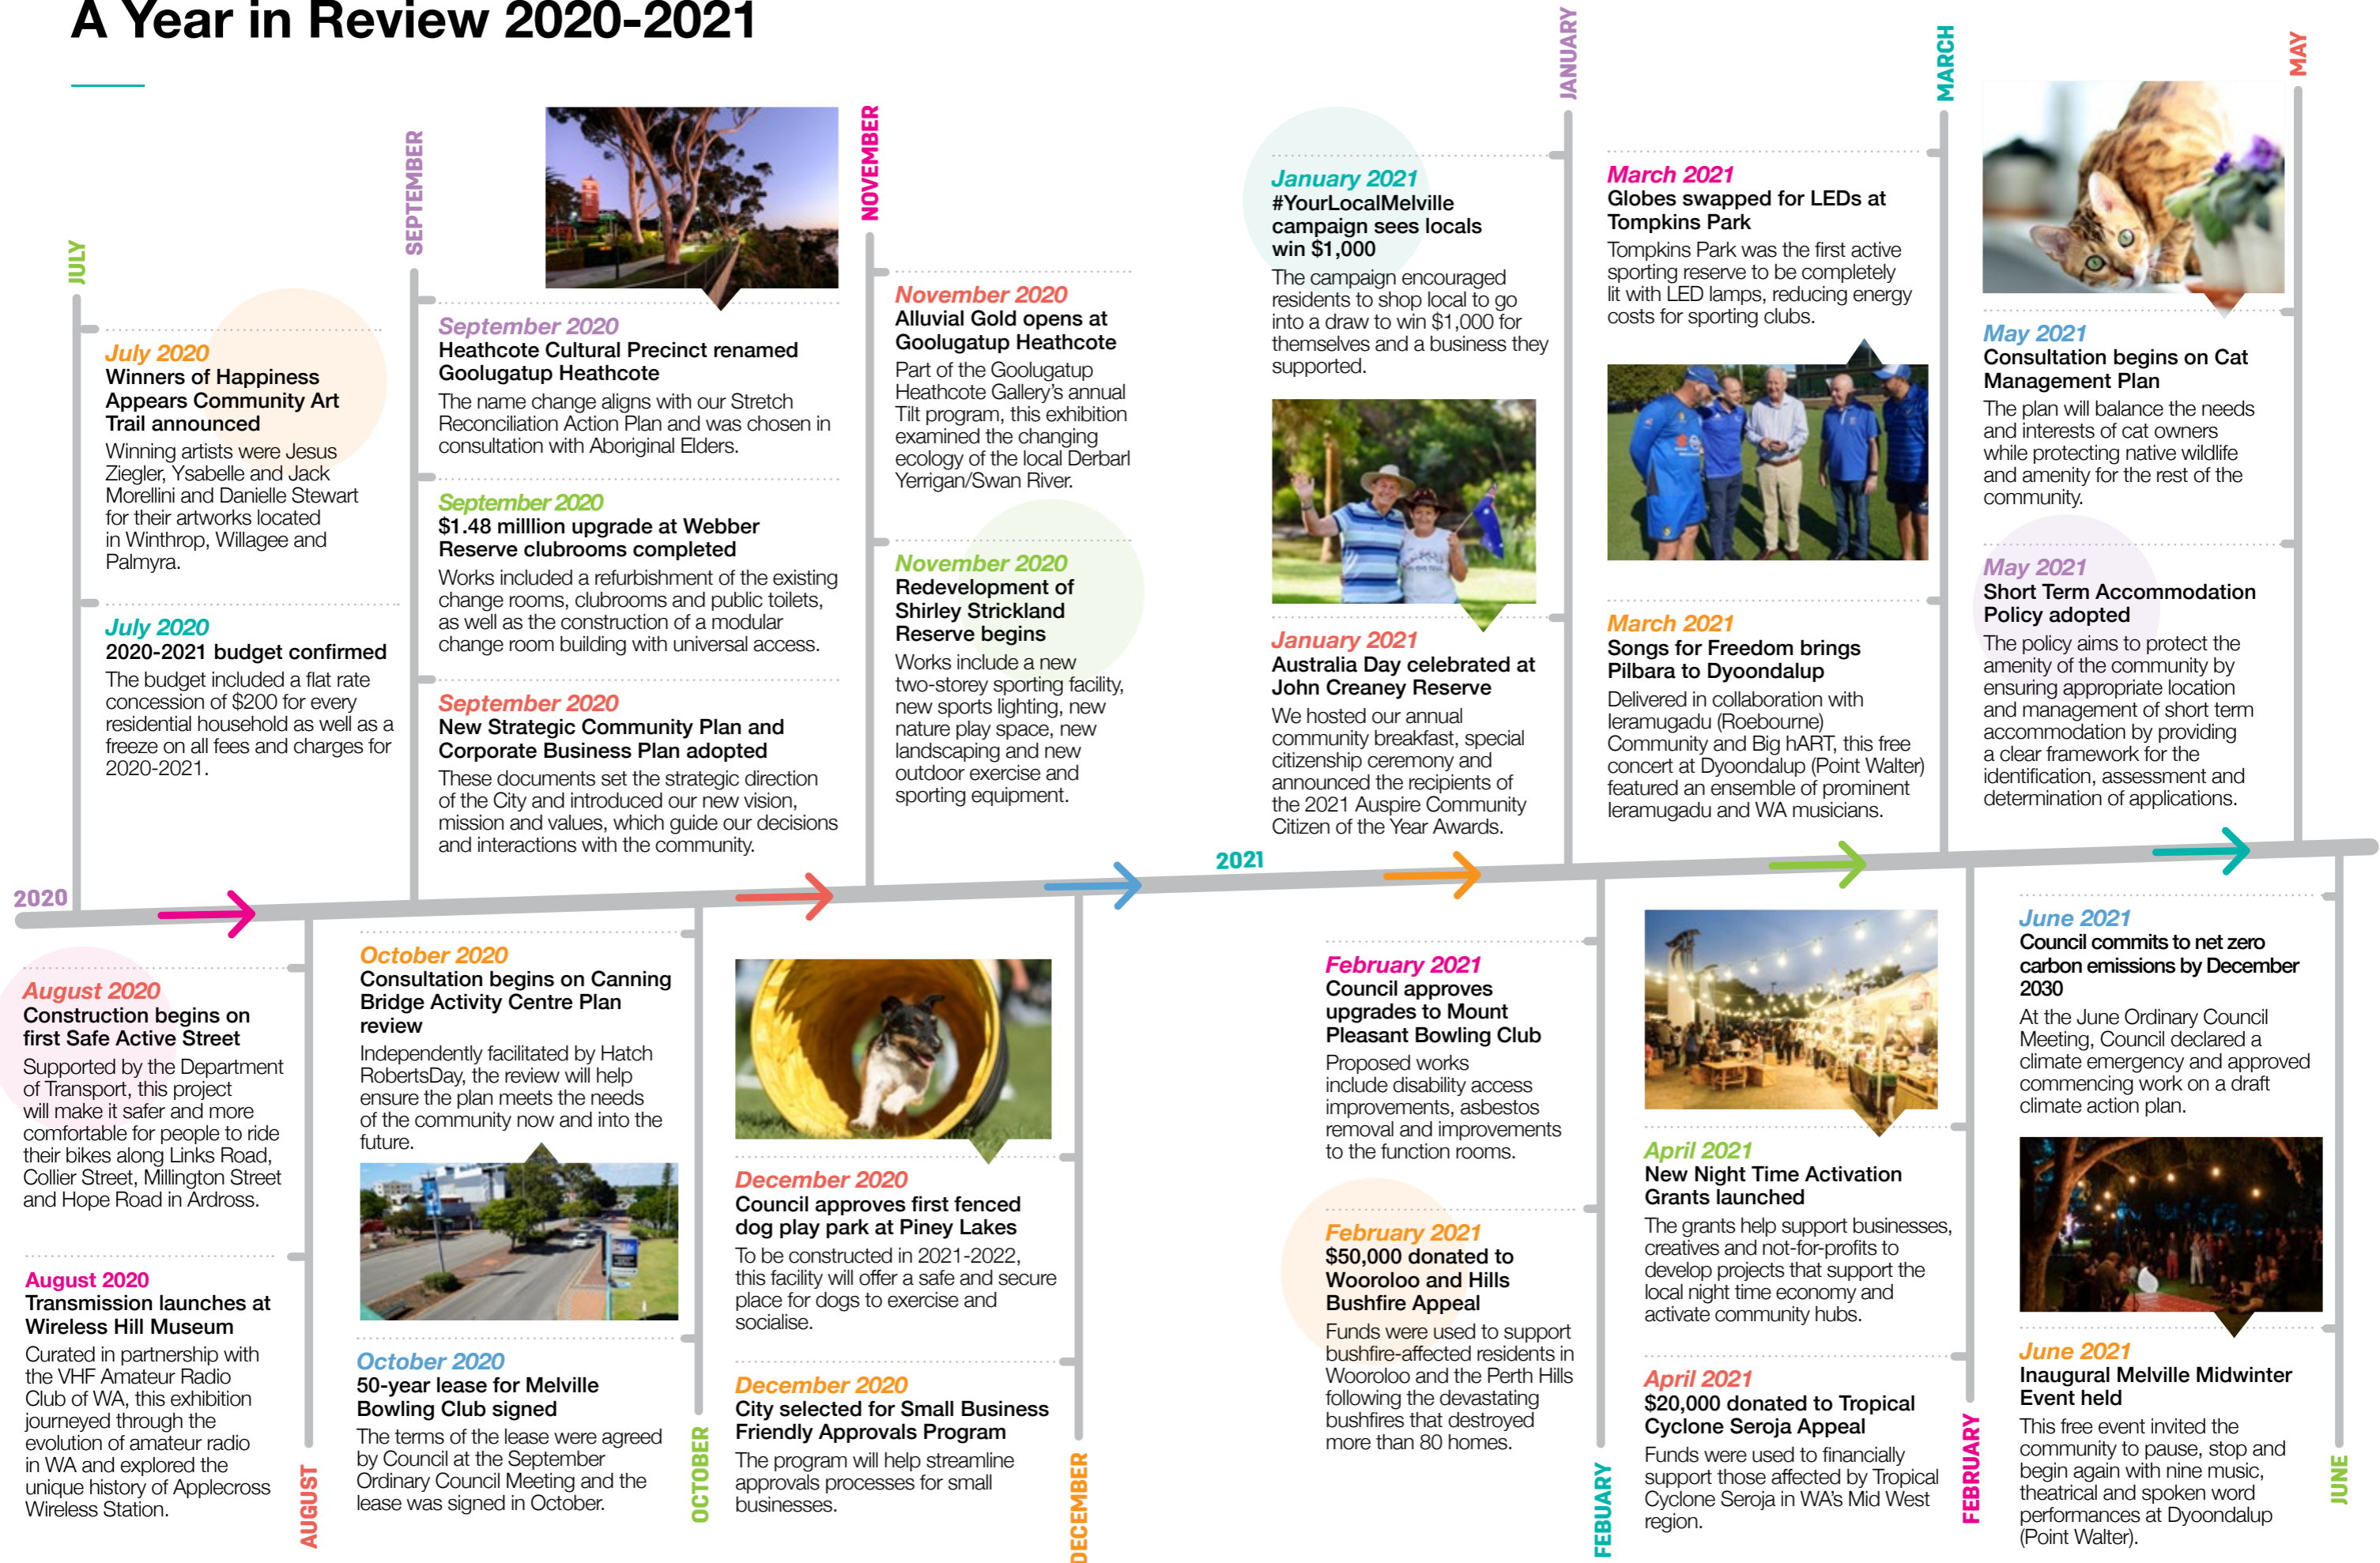 A Year in Review 2020-2021
JULY
July 2020
Winners of Happiness
Appears Community Art
Trail announced
Winning artists were Jesus
Ziegler, Ysabelle and Jack
Morellini and Danielle Stewart
for their artworks located
in Winthrop, Willagee and
Palmyra.
July 2020
2020-2021 budget confirmed
The budget included a flat rate
concession of $200 for every
residential household as well as a
freeze on all fees and charges for
2020-2021.
SEPTEMBER
September 2020
Heathcote Cultural Precinct renamed
Goolugatup Heathcote
The name change aligns with our Stretch
Reconciliation Action Plan and was chosen in
consultation with Aboriginal Elders.
September 2020
$1.48 milllion upgrade at Webber
Reserve clubrooms completed
Works included a refurbishment of the existing
change rooms, clubrooms and public toilets,
as well as the construction of a modular
change room building with universal access.
September 2020
New Strategic Community Plan and
Corporate Business Plan adopted
These documents set the strategic direction
of the City and introduced our new vision,
mission and values, which guide our decisions
and interactions with the community.
NOVEMBER
November 2020
Alluvial Gold opens at
Goolugatup Heathcote
Part of the Goolugatup
Heathcote Gallery's annual
Tilt program, this exhibition
examined the changing
ecology of the local Derbarl
Yerrigan/Swan River.
November 2020
Redevelopment of
Shirley Strickland
Reserve begins
Works include a new
two-storey sporting facility,
new sports lighting, new
nature play space, new
landscaping and new
outdoor exercise and
sporting equipment.
JANUARY
January 2021
#YourLocalMelville
campaign sees locals
win $1,000
The campaign encouraged
residents to shop local to go
into a draw to win $1,000 for
themselves and a business they
supported.
January 2021
Australia Day celebrated at
John Creaney Reserve
We hosted our annual
community breakfast, special
citizenship ceremony and
announced the recipients of
the 2021 Auspire Community
Citizen of the Year Awards.
MARCH
March 2021
Globes swapped for LEDs at
Tompkins Park
Tompkins Park was the first active
sporting reserve to be completely
lit with LED lamps, reducing energy
costs for sporting clubs.
March 2021
Songs for Freedom brings
Pilbara to Dyoondalup
Delivered in collaboration with
Ieramugadu (Roebourne)
Community and Big hART, this free
concert at Dyoondalup (Point Walter)
featured an ensemble of prominent
Ieramugadu and WA musicians.
MAY
May 2021
Consultation begins on Cat
Management Plan
The plan will balance the needs
and interests of cat owners
while protecting native wildlife
and amenity for the rest of the
community.
May 2021
Short Term Accommodation
Policy adopted
The policy aims to protect the
amenity of the community by
ensuring appropriate location
and management of short term
accommodation by providing
a clear framework for the
identification, assessment and
determination of applications.
2020
2021
August 2020
Construction begins on
first Safe Active Street
Supported by the Department
of Transport, this project
will make it safer and more
comfortable for people to ride
their bikes along Links Road,
Collier Street, Millington Street
and Hope Road in Ardross.
August 2020
Transmission launches at
Wireless Hill Museum
Curated in partnership with
the VHF Amateur Radio
Club of WA, this exhibition
journeyed through the
evolution of amateur radio
in WA and explored the
unique history of Applecross
Wireless Station.
AUGUST
October 2020
Consultation begins on Canning
Bridge Activity Centre Plan
review
Independently facilitated by Hatch
RobertsDay, the review will help
ensure the plan meets the needs
of the community now and into the
future.
October 2020
50-year lease for Melville
Bowling Club signed
The terms of the lease were agreed
by Council at the September
Ordinary Council Meeting and the
lease was signed in October.
OCTOBER
December 2020
Council approves first fenced
dog play park at Piney Lakes
To be constructed in 2021-2022,
this facility will offer a safe and secure
place for dogs to exercise and
socialise.
December 2020
City selected for Small Business
Friendly Approvals Program
The program will help streamline
approvals processes for small
businesses.
DECEMBER
February 2021
Council approves
upgrades to Mount
Pleasant Bowling Club
Proposed works
include disability access
improvements, asbestos
removal and improvements
to the function rooms.
February 2021
$50,000 donated to
Wooroloo and Hills
Bushfire Appeal
Funds were used to support
bushfire-affected residents in
Wooroloo and the Perth Hills
following the devastating
bushfires that destroyed
more than 80 homes.
FEBUARY
April 2021
New Night Time Activation
Grants launched
The grants help support businesses,
creatives and not-for-profits to
develop projects that support the
local night time economy and
activate community hubs.
April 2021
$20,000 donated to Tropical
Cyclone Seroja Appeal
Funds were used to financially
support those affected by Tropical
Cyclone Seroja in WA's Mid West
region.
FEBRUARY
June 2021
Council commits to net zero
carbon emissions by December
2030
At the June Ordinary Council
Meeting, Council declared a
climate emergency and approved
commencing work on a draft
climate action plan.
June 2021
Inaugural Melville Midwinter
Event held
This free event invited the
community to pause, stop and
begin again with nine music,
theatrical and spoken word
performances at Dyoondalup
(Point Walter).
JUNE